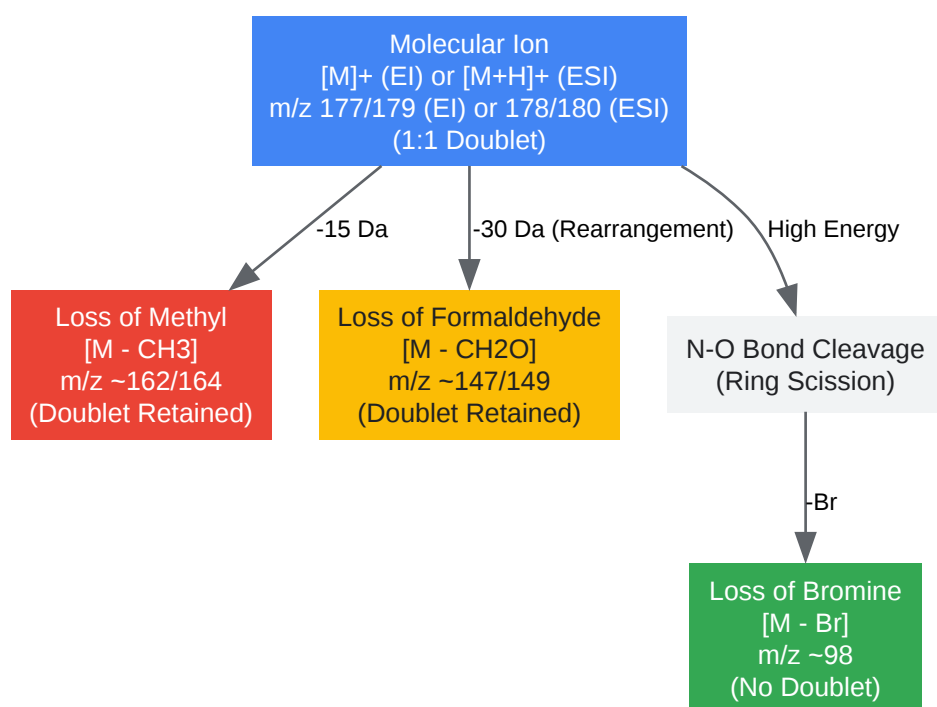 Molecular Ion
[M]+ (EI) or [M+H]+ (ESI)
m/z 177/179 (EI) or 178/180 (ESI)
(1:1 Doublet)
-15 Da
-30 Da (Rearrangement)
High Energy
Loss of Methyl
[M - CH3]
m/z ~162/164
(Doublet Retained)
Loss of Formaldehyde
[M - CH2O]
m/z ~147/149
(Doublet Retained)
N-O Bond Cleavage
(Ring Scission)
-Br
Loss of Bromine
[M - Br]
m/z ~98
(No Doublet)